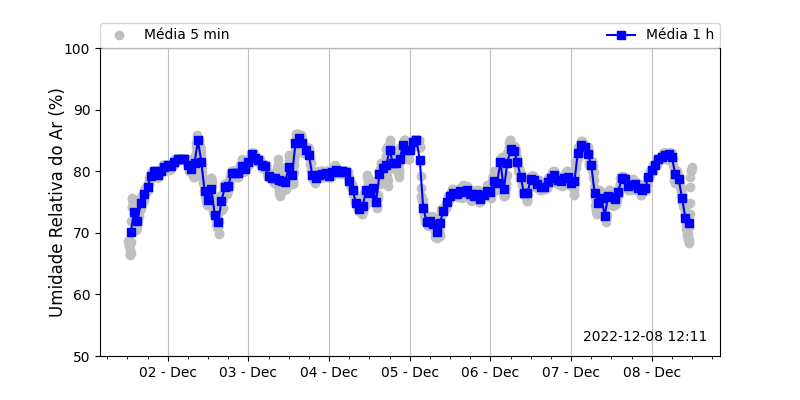 Média 5 min
Média 1 h
Umidade Relativa do Ar (%)
100
90
80
70
60
50
2022-12-08 12:11
02 - Dec
03 - Dec
04 - Dec
05 - Dec
06 - Dec
07 - Dec
08 - Dec